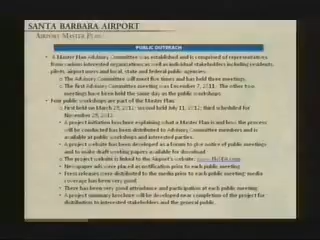 SANTA BARBARA AIRPORT
AIRPORT MASTER PLAN
PUBLIC OUTREACH
• A Master Plan Advisory Committee was established and is comprised of representatives
from various interested organizations as well as individual stakeholders including residents,
pilots, airport users and local, state and federal public agencies.
o The Advisory Committee will meet five times and has held three meetings.
o The first Advisory Committee meeting was December 7, 2011. The other two
meetings have been held the same day as the public workshops.
• Four public workshops are part of the Master Plan.
o First held on March 2012; second held July 11, 2012; third scheduled for
November 2012.
• A project initiation brochure explaining what a Master Plan is and how the process
will be conducted has been distributed to Advisory Committee members and is
available at public workshops and interested parties.
• A project website has been developed as a forum to give notice of public meetings
and to make draft working papers available for download.
o The project website is linked to the Airport's website:
• Newspaper ads were placed as notification prior to each public meeting
• Press releases were distributed to the media prior to each public meeting; media
coverage has been very good.
• There has been very good attendance and participation at each public meeting.
• A project summary brochure will be developed near completion of the project for
distribution to interested stakeholders and the general public.